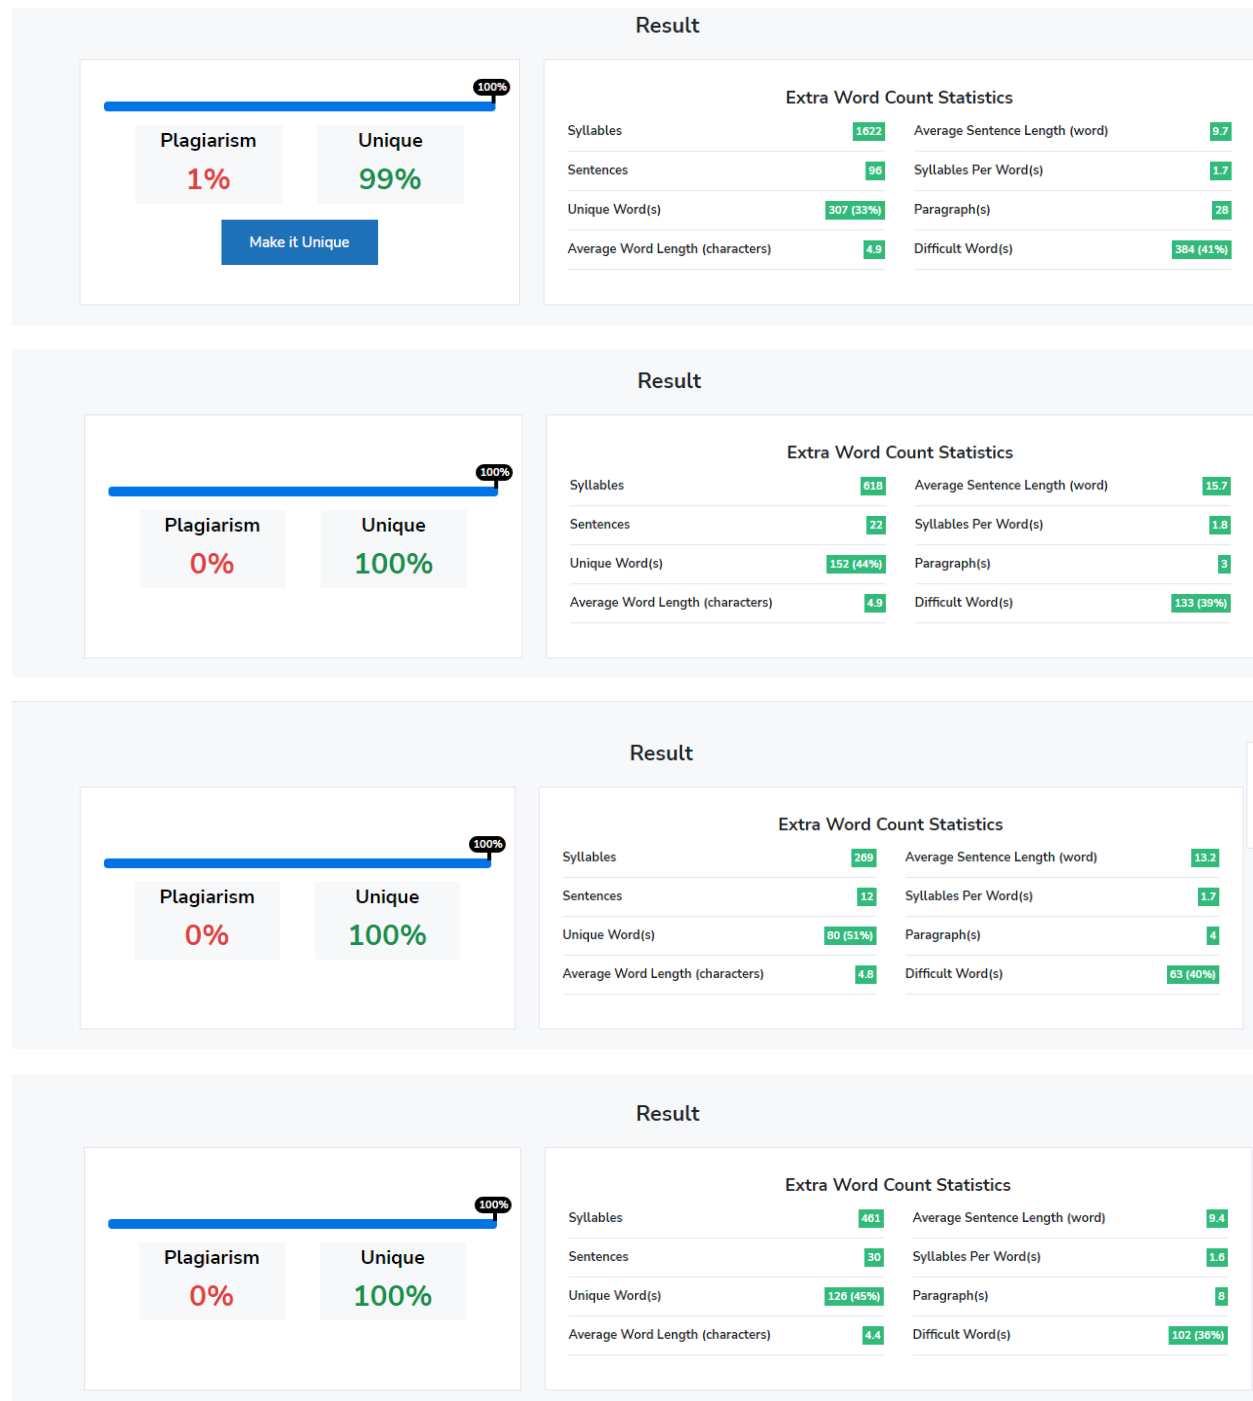 Result
100%
Plagiarism Unique
1% 99%
Make it Unique
Extra Word Count Statistics
Syllables 1622 Average Sentence Length (word) 9.7
Sentences 96 Syllables Per Word(s) 1.7
Unique Word(s) 307 (33%) Paragraph(s) 28
Average Word Length (characters) 4.9 Difficult Word(s) 384 (41%)
Result
100%
Plagiarism Unique
0% 100%
Extra Word Count Statistics
Syllables 618 Average Sentence Length (word) 15.7
Sentences 22 Syllables Per Word(s) 1.8
Unique Word(s) 152 (44%) Paragraph(s) 3
Average Word Length (characters) 4.9 Difficult Word(s) 133 (39%)
Result
100%
Plagiarism Unique
0% 100%
Extra Word Count Statistics
Syllables 269 Average Sentence Length (word) 13.2
Sentences 12 Syllables Per Word(s) 1.7
Unique Word(s) 80 (51%) Paragraph(s) 4
Average Word Length (characters) 4.8 Difficult Word(s) 63 (40%)
Result
100%
Plagiarism Unique
0% 100%
Extra Word Count Statistics
Syllables 461 Average Sentence Length (word) 9.4
Sentences 30 Syllables Per Word(s) 1.6
Unique Word(s) 126 (45%) Paragraph(s) 8
Average Word Length (characters) 4.4 Difficult Word(s) 102 (36%)